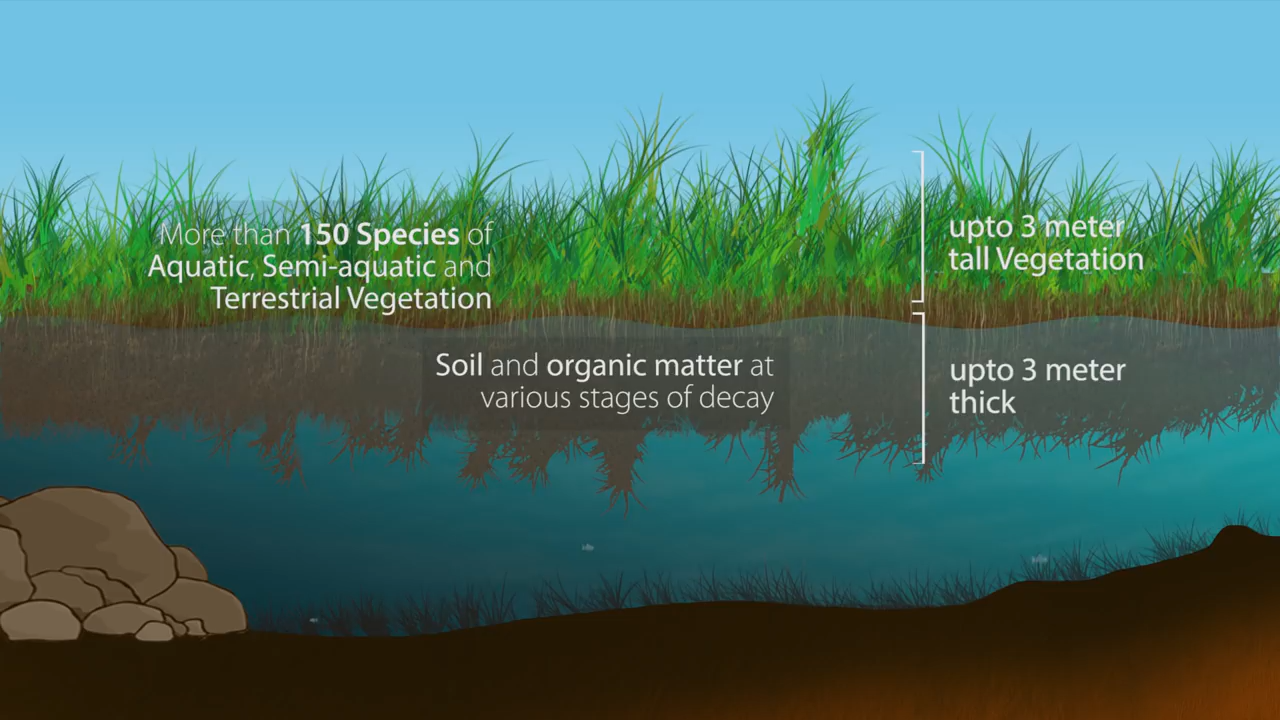 More than 150 Species of
Aquatic, Semi-aquatic and
Terrestrial Vegetation
upto 3 meter
tall Vegetation
Soil and organic matter at
various stages of decay
upto 3 meter
thick